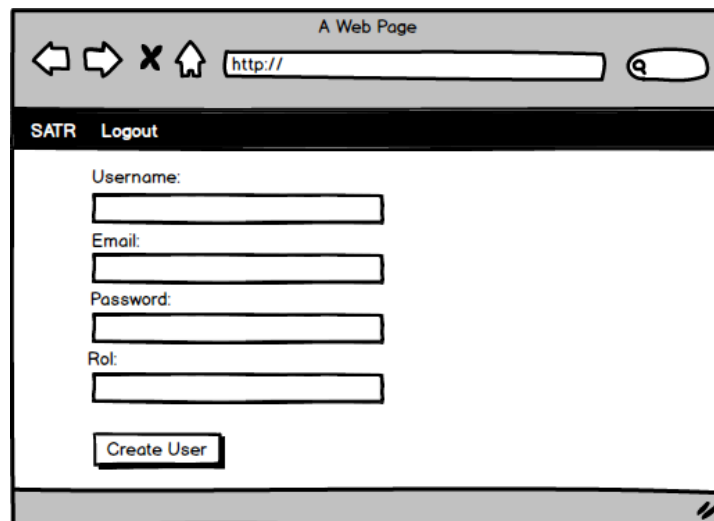 A Web Page
http://
SATR Logout
Username:
Email:
Password:
Rol:
Create User